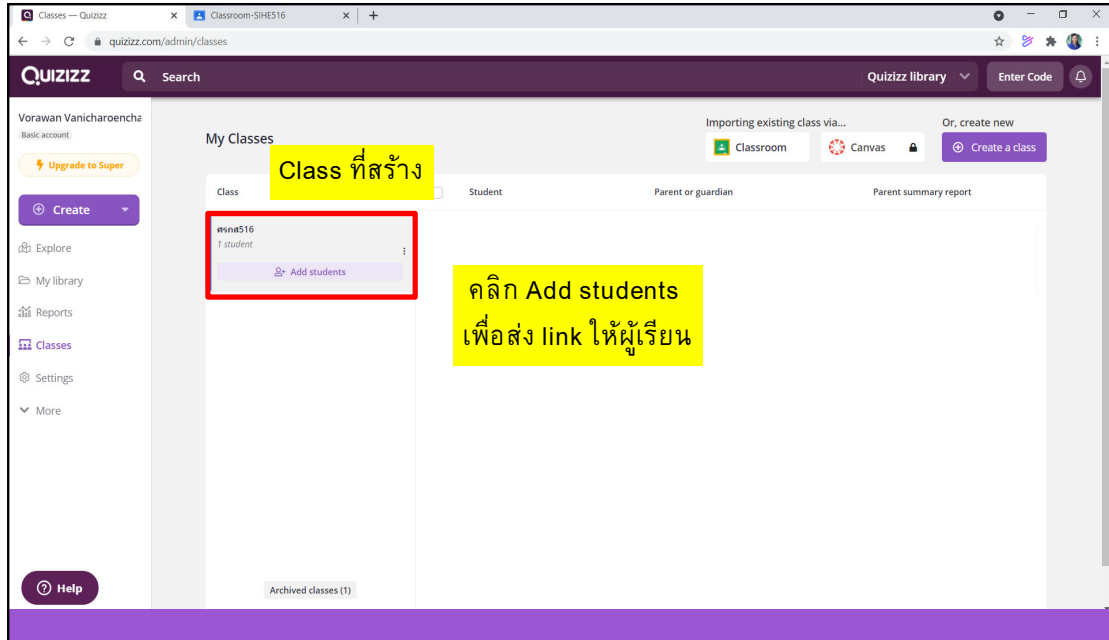 Classes — Quizizz
Classroom-SIHE516
quizizz.com/admin/classes
QUIZIZZ
Search
Quizizz library
Enter Code
Vorawan Vanicharoencha
Basic account
Upgrade to Super
Create
Explore
My library
Reports
Classes
Settings
More
Help
My Classes
Importing existing class via...
Classroom
Canvas
Or, create new
Create a class
Class ที่สร้าง
Class
Student
Parent or guardian
Parent summary report
ศรกส516
1 student
Add students
คลิก Add students
เพื่อส่ง link ให้ผู้เรียน
Archived classes (1)